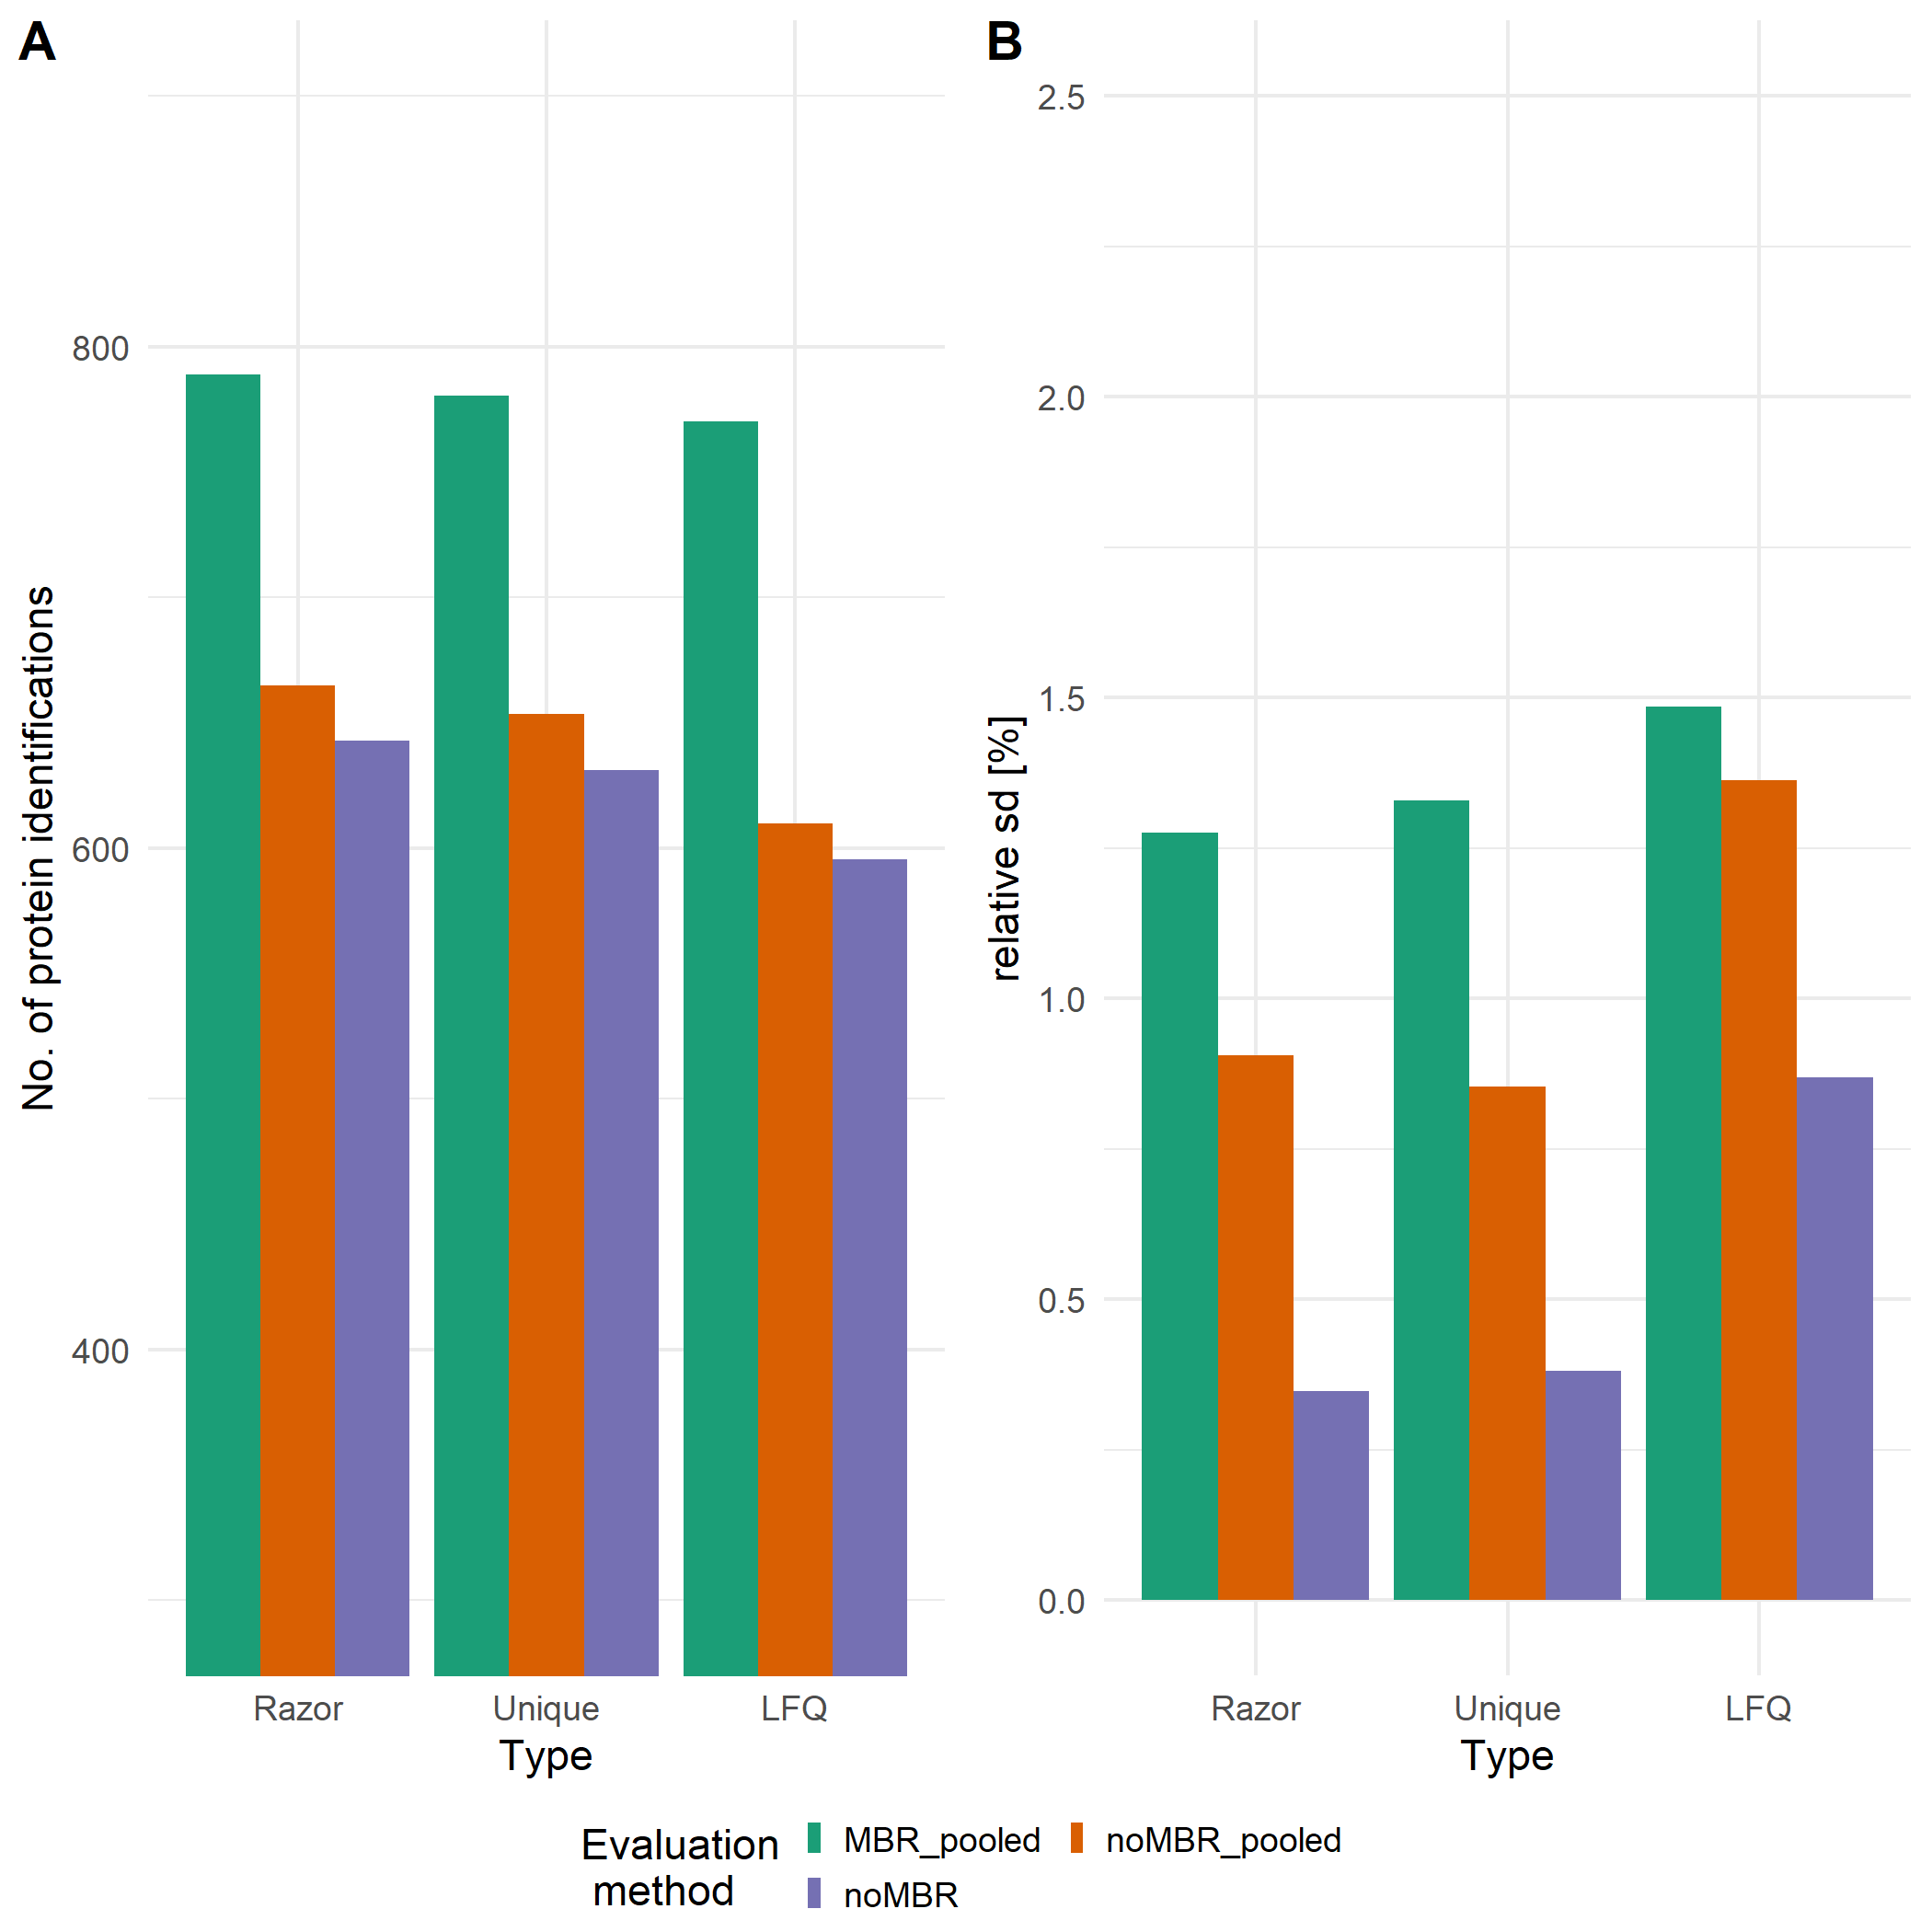 A
No. of protein identifications
800
600
400
Razor
Unique
LFQ
Type
B
relative sd [%]
2.5
2.0
1.5
1.0
0.5
0.0
Razor
Unique
LFQ
Type
Evaluation
method
MBR_pooled
noMBR_pooled
noMBR